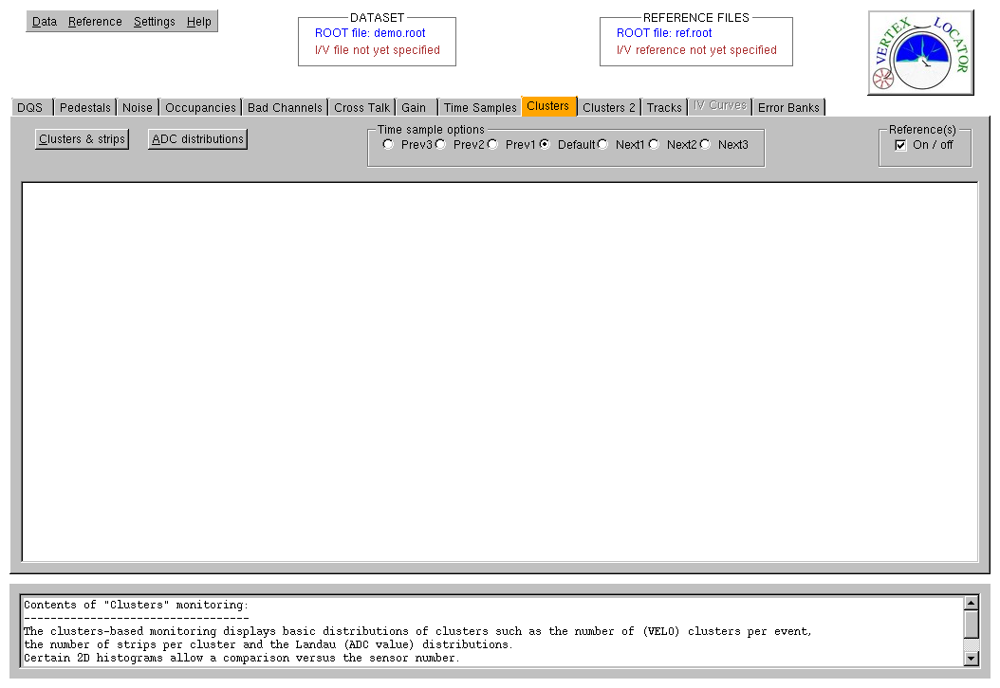 Data Reference Settings Help
DATASET
ROOT file: demo.root
I/V file not yet specified
REFERENCE FILES
ROOT file: ref.root
I/V reference not yet specified
VERTEX LOCATOR
DQS Pedestals Noise Occupancies Bad Channels Cross Talk Gain Time Samples Clusters Clusters 2 Tracks IV Curves Error Banks
Clusters & strips ADC distributions
Time sample options
Prev3 Prev2 Prev1 Default Next1 Next2 Next3
Reference(s)
On / off
Contents of "Clusters" monitoring:
----------------------------------
The clusters-based monitoring displays basic distributions of clusters such as the number of (VELO) clusters per event,
the number of strips per cluster and the Landau (ADC value) distributions.
Certain 2D histograms allow a comparison versus the sensor number.